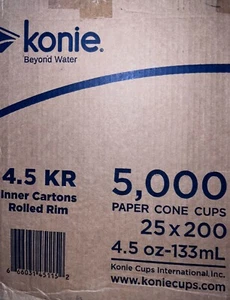 konie.
Beyond Water
4.5 KR
Inner Cartons
Rolled Rim
5,000
PAPER CONE CUPS
25 x 200
4.5 oz-133mL
Konie Cups International, Inc.
www.koniecups.com